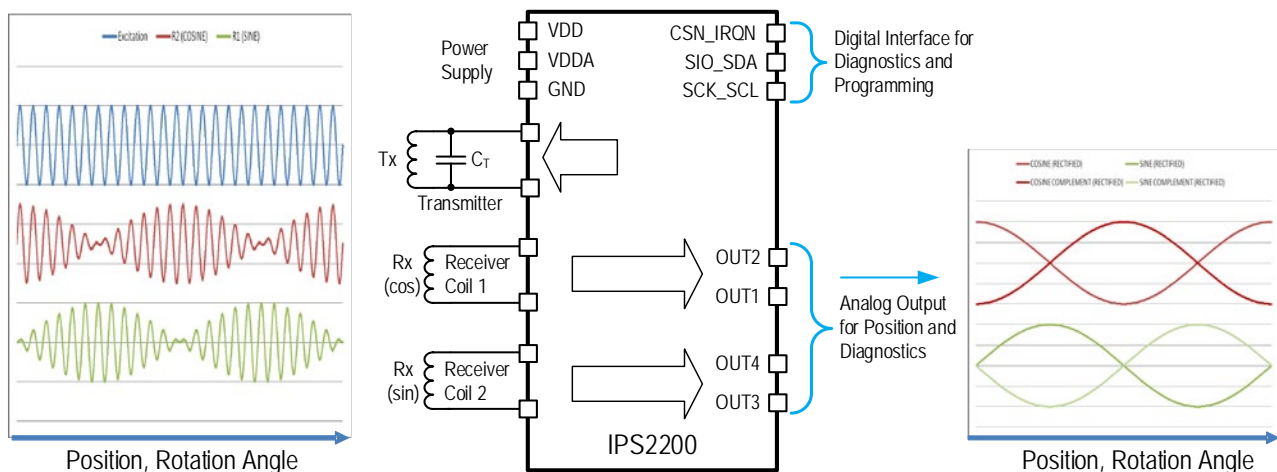 Excitation R2 (COSINE) R1 (SINE)
Position, Rotation Angle
Power
Supply
VDD
VDDA
GND
CSN_IRQN
SIO_SDA
SCK_SCL
Digital Interface for
Diagnostics and
Programming
Tx
CT
Transmitter
Rx
(cos)
Receiver
Coil 1
Rx
(sin)
Receiver
Coil 2
OUT2
OUT1
OUT4
OUT3
IPS2200
Analog Output
for Position and
Diagnostics
COSINE (RECTIFIED) SINE (RECTIFIED)
COSINE COMPLEMENT (RECTIFIED) SINE COMPLEMENT (RECTIFIED)
Position, Rotation Angle